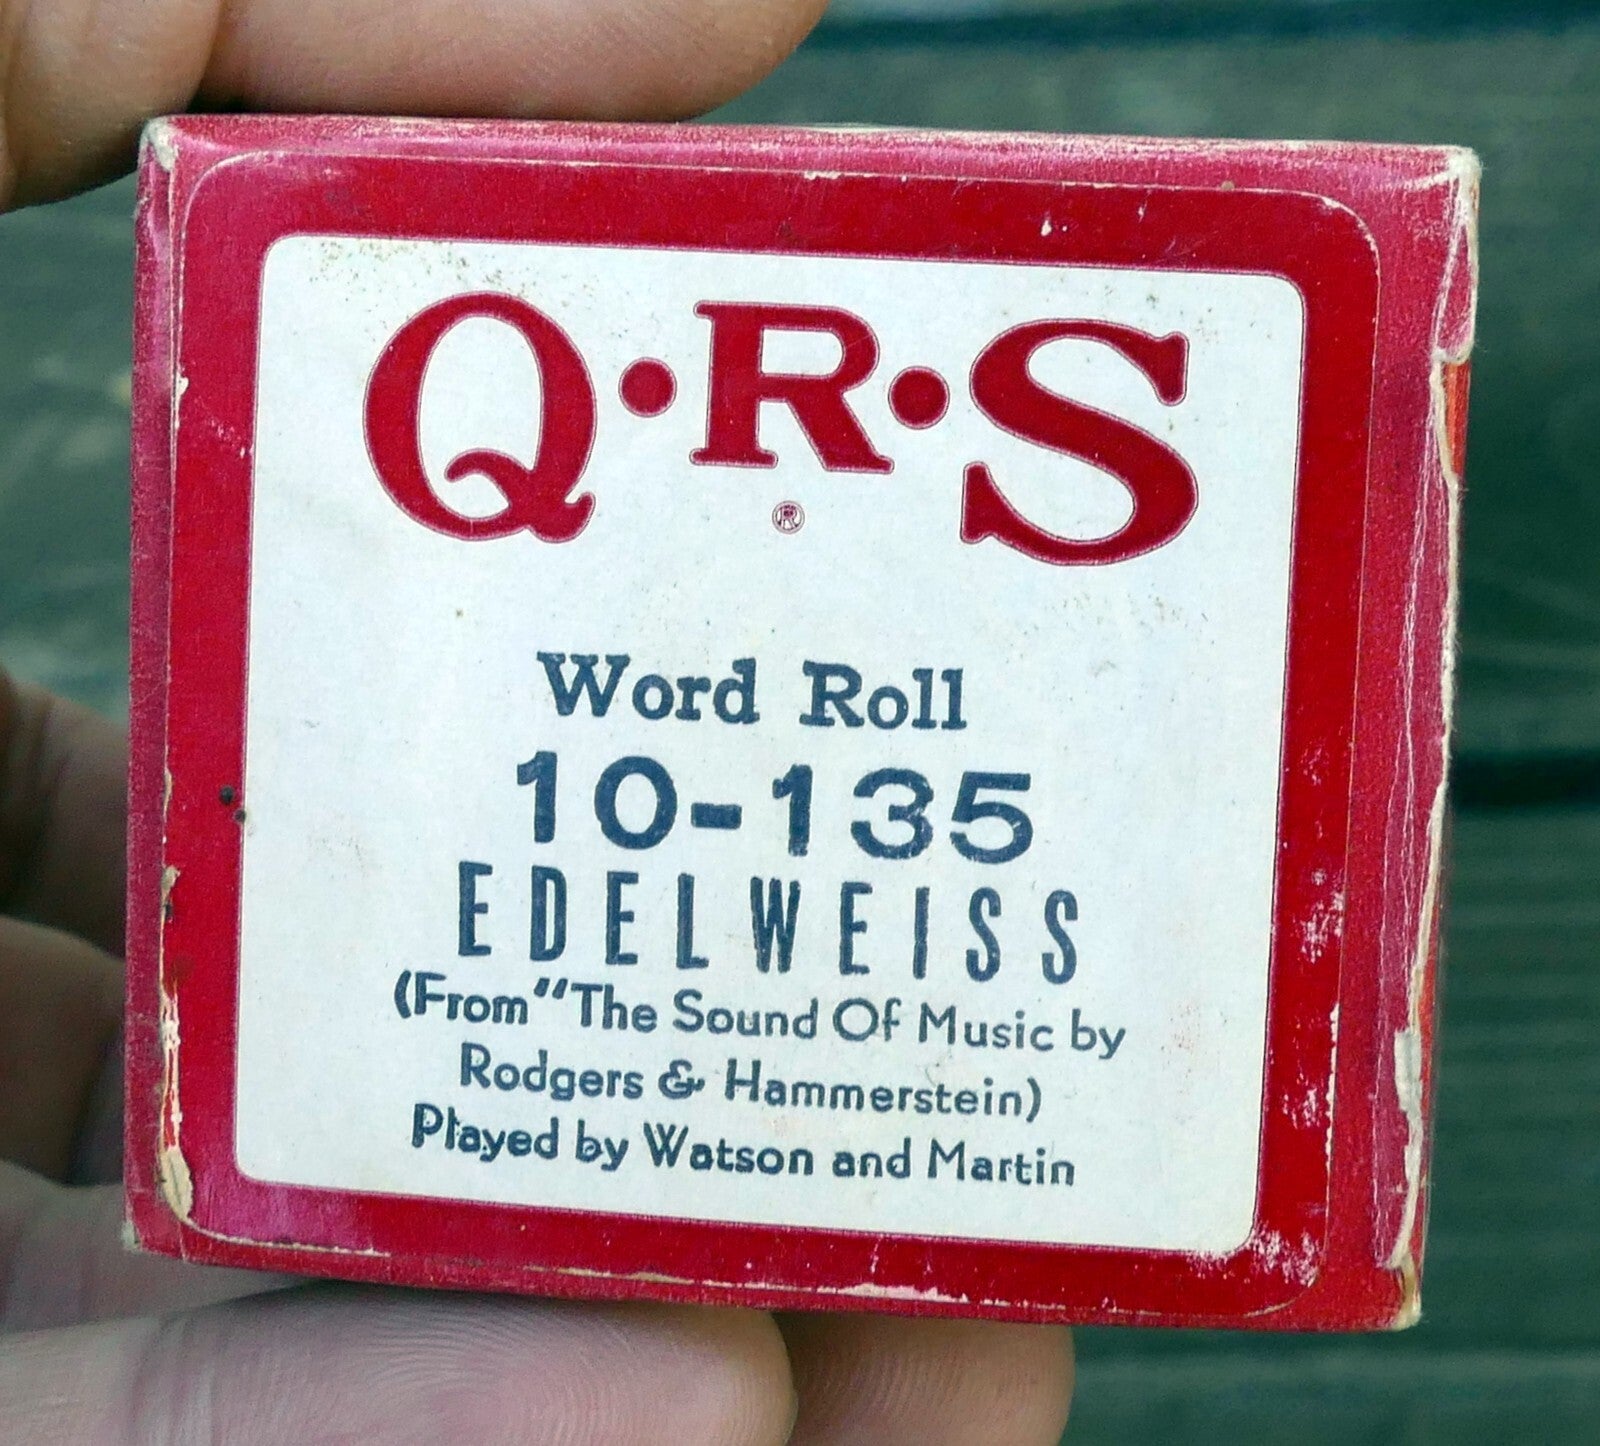 Q·R·S
®
Word Roll
10-135
EDELWEISS
(From "The Sound Of Music by
Rodgers & Hammerstein)
Played by Watson and Martin